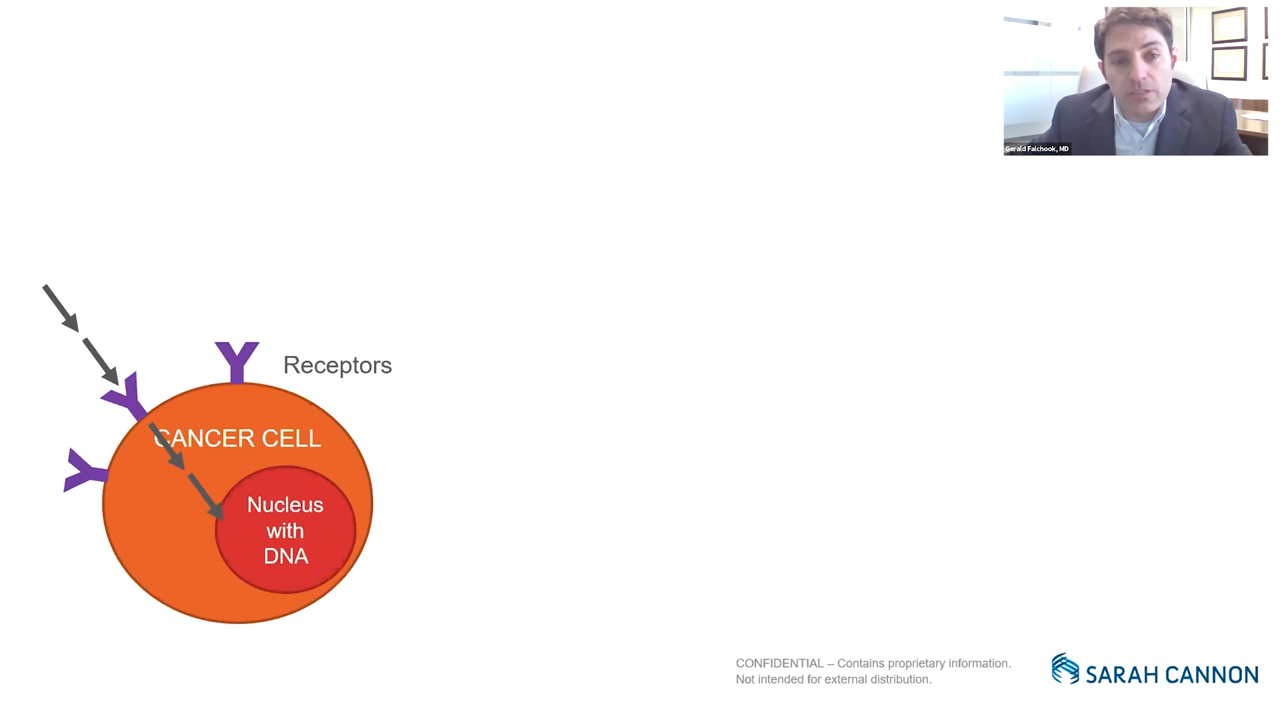 Gerald Falchook, MD
Receptors
CANCER CELL
Nucleus
with
DNA
CONFIDENTIAL – Contains proprietary information.
Not intended for external distribution.
SARAH CANNON